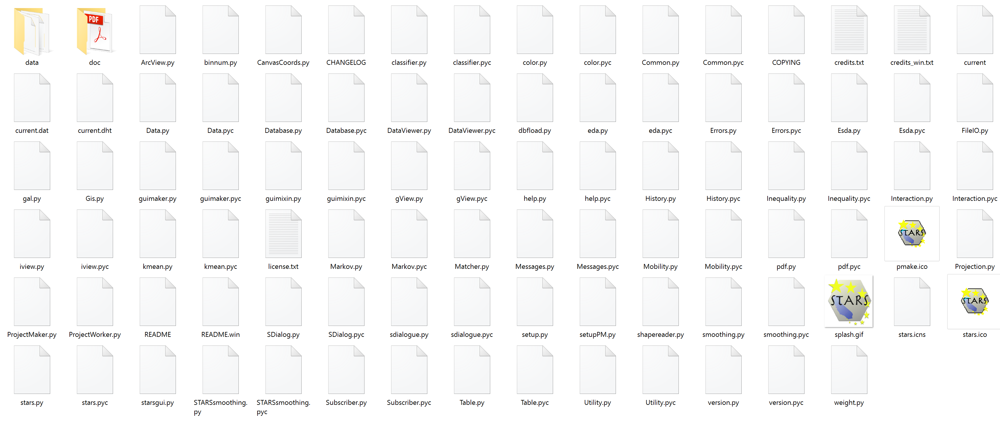 PDF
data
doc
ArcView.py
binnum.py
CanvasCoords.py
CHANGELOG
classifier.py
classifier.pyc
color.py
color.pyc
Common.py
Common.pyc
COPYING
credits.txt
credits_win.txt
current
current.dat
current.dht
Data.py
Data.pyc
Database.py
Database.pyc
DataViewer.py
DataViewer.pyc
dbfload.py
eda.py
eda.pyc
Errors.py
Errors.pyc
Esda.py
Esda.pyc
FileIO.py
gal.py
Gis.py
guimaker.py
guimaker.pyc
guimixin.py
guimixin.pyc
gView.py
gView.pyc
help.py
help.pyc
History.py
History.pyc
Inequality.py
Inequality.pyc
Interaction.py
Interaction.pyc
STARS
iview.py
iview.pyc
kmean.py
kmean.pyc
license.txt
Markov.py
Markov.pyc
Matcher.py
Messages.py
Messages.pyc
Mobility.py
Mobility.pyc
pdf.py
pdf.pyc
pmake.ico
Projection.py
STARS
STARS
ProjectMaker.py
ProjectWorker.py
README
README.win
SDialog.py
SDialog.pyc
sdialogue.py
sdialogue.pyc
setup.py
setupPM.py
shapereader.py
smoothing.py
smoothing.pyc
splash.gif
stars.icns
stars.ico
stars.py
stars.pyc
starsgui.py
STARSsmoothing.
py
STARSsmoothing.
pyc
Subscriber.py
Subscriber.pyc
Table.py
Table.pyc
Utility.py
Utility.pyc
version.py
version.pyc
weight.py